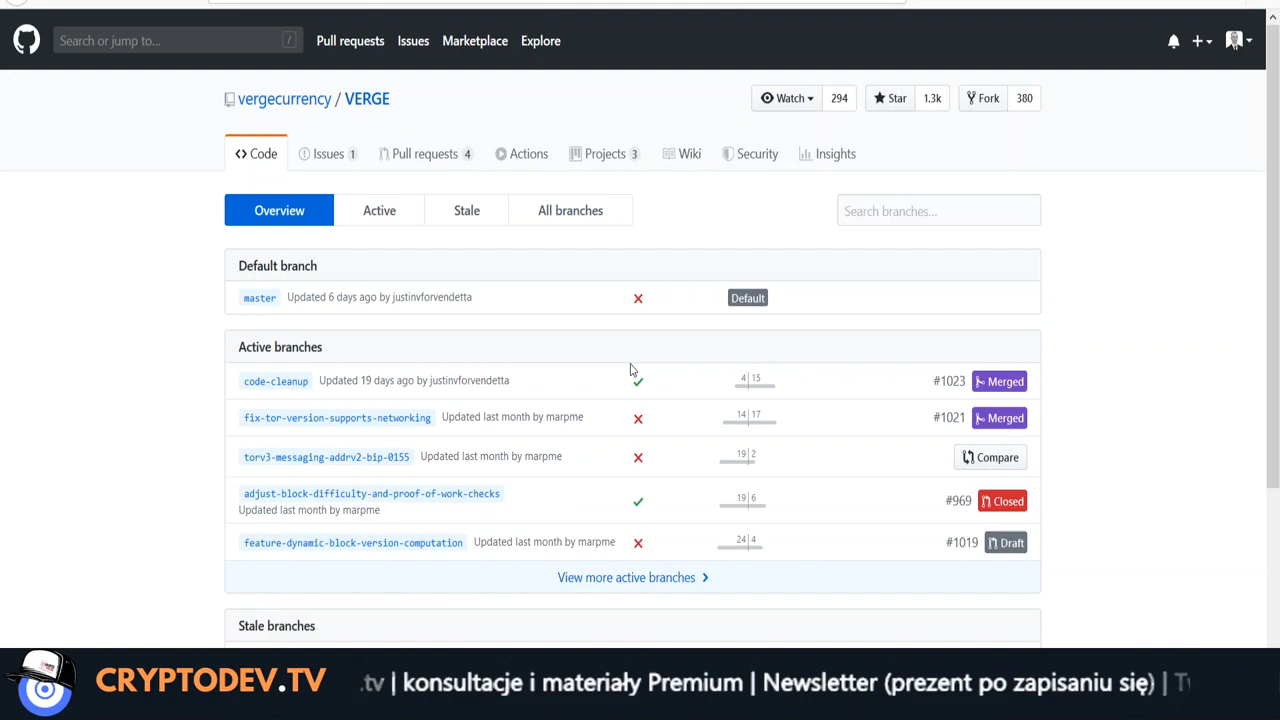 Search or jump to... /
Pull requests Issues Marketplace Explore
vergecurrency / VERGE
Watch 294 Star 1.3k Fork 380
Code Issues 1 Pull requests 4 Actions Projects 3 Wiki Security Insights
Overview Active Stale All branches Search branches...
Default branch
master Updated 6 days ago by justinvforvendetta Default
Active branches
code-cleanup Updated 19 days ago by justinvforvendetta 4 15 #1023 Merged
fix-tor-version-supports-networking Updated last month by marpme 14 17 #1021 Merged
torv3-messaging-addrv2-bip-0155 Updated last month by marpme 19 2 Compare
adjust-block-difficulty-and-proof-of-work-checks
Updated last month by marpme 19 6 #969 Closed
feature-dynamic-block-version-computation Updated last month by marpme 24 4 #1019 Draft
View more active branches
Stale branches
CRYPTODEV.TV .tv | konsultacje i materiały Premium | Newsletter (prezent po zapisaniu się) |